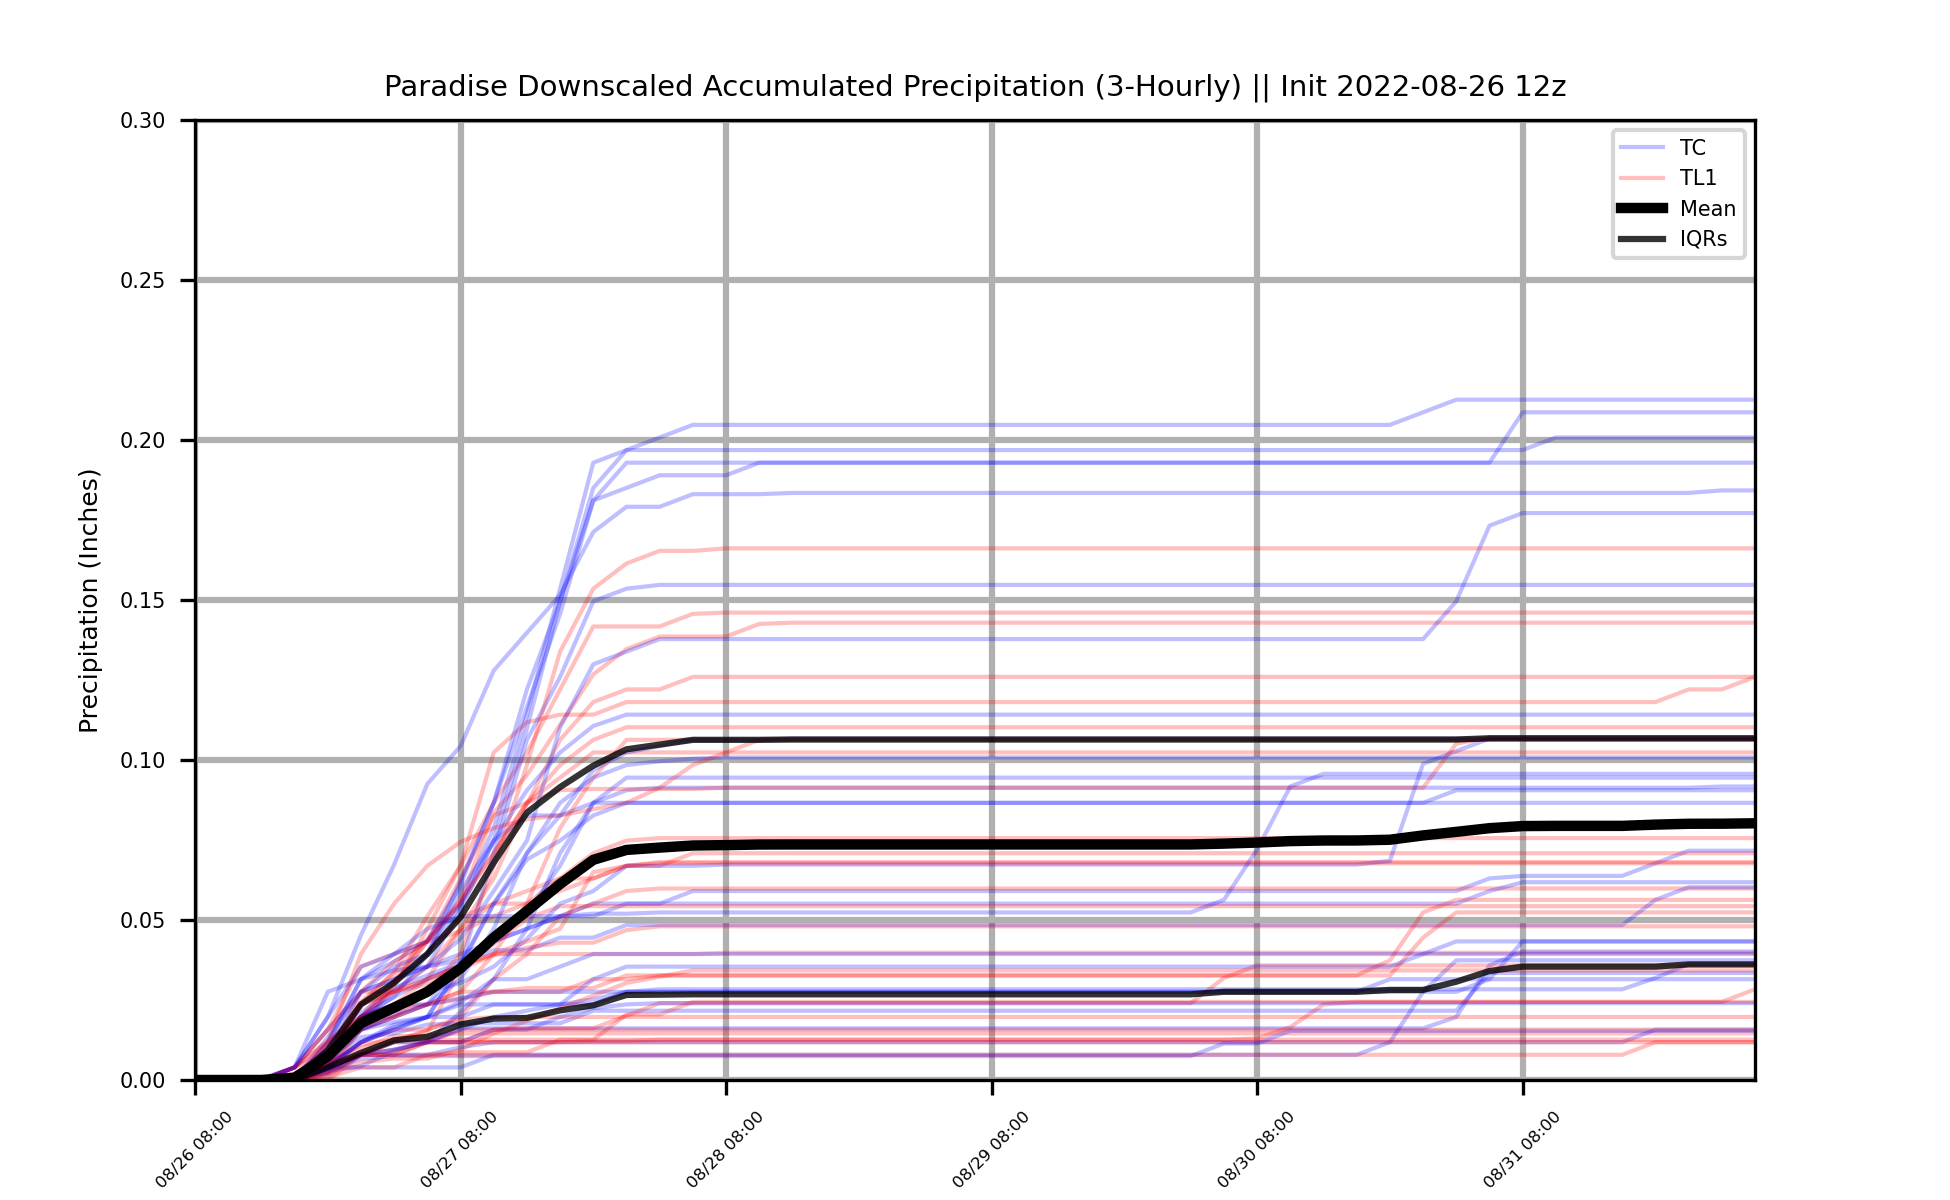 Paradise Downscaled Accumulated Precipitation (3-Hourly) || Init 2022-08-26 12z
TC
TL1
Mean
IQRs
Precipitation (Inches)
0.30
0.25
0.20
0.15
0.10
0.05
0.00
08/26 08:00
08/27 08:00
08/28 08:00
08/29 08:00
08/30 08:00
08/31 08:00